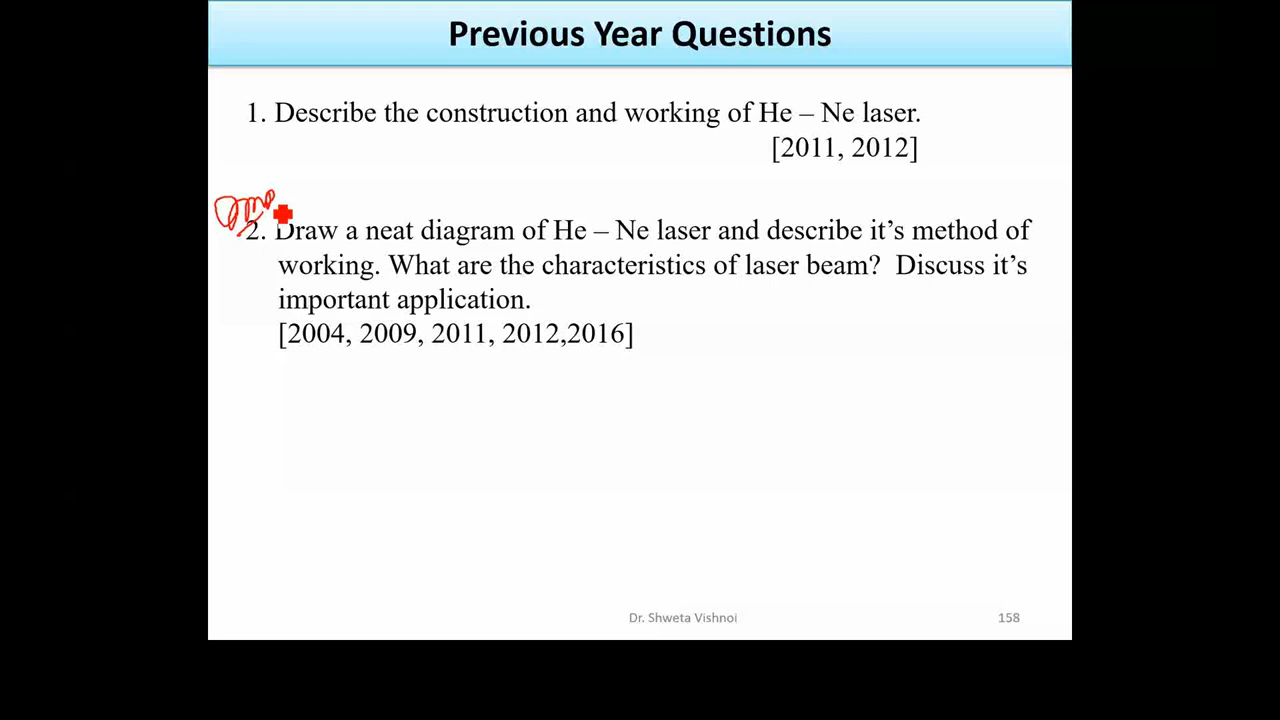 Previous Year Questions
1. Describe the construction and working of He – Ne laser.
[2011, 2012]
2. Draw a neat diagram of He – Ne laser and describe it’s method of
working. What are the characteristics of laser beam?  Discuss it’s
important application.
[2004, 2009, 2011, 2012,2016]
Dr. Shweta Vishnoi
158